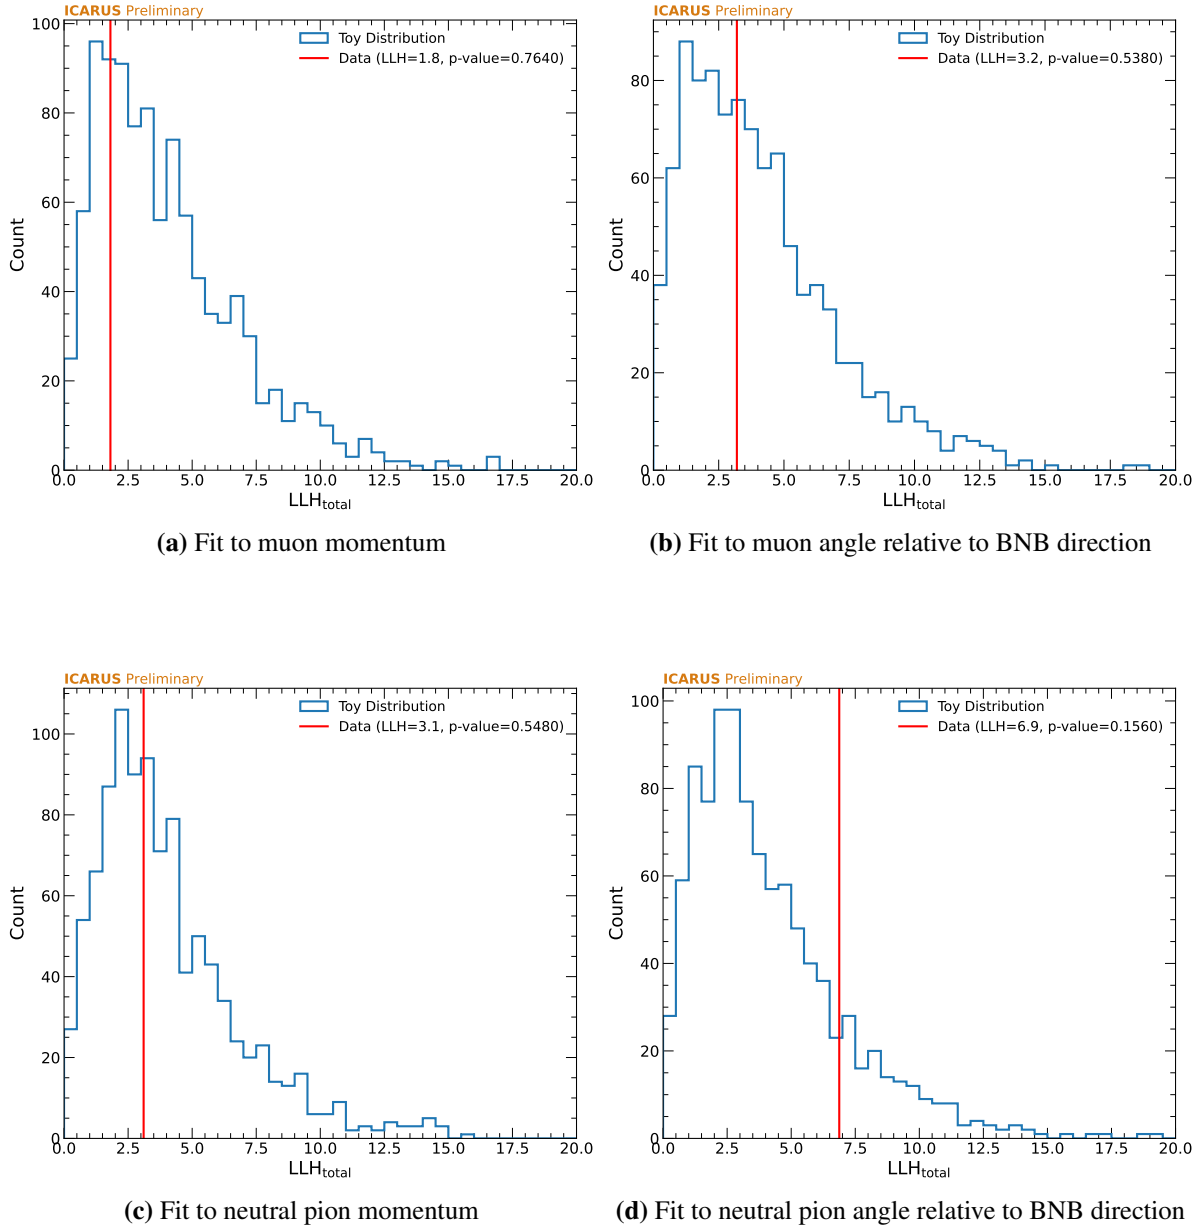 ICARUS Preliminary
Toy Distribution
Data (LLH=1.8, p-value=0.7640)
100
80
60
40
20
0
Count
0.0 2.5 5.0 7.5 10.0 12.5 15.0 17.5 20.0
LLHtotal
(a) Fit to muon momentum
ICARUS Preliminary
Toy Distribution
Data (LLH=3.2, p-value=0.5380)
80
60
40
20
0
Count
0.0 2.5 5.0 7.5 10.0 12.5 15.0 17.5 20.0
LLHtotal
(b) Fit to muon angle relative to BNB direction
ICARUS Preliminary
Toy Distribution
Data (LLH=3.1, p-value=0.5480)
100
80
60
40
20
0
Count
0.0 2.5 5.0 7.5 10.0 12.5 15.0 17.5 20.0
LLHtotal
(c) Fit to neutral pion momentum
ICARUS Preliminary
Toy Distribution
Data (LLH=6.9, p-value=0.1560)
100
80
60
40
20
0
Count
0.0 2.5 5.0 7.5 10.0 12.5 15.0 17.5 20.0
LLHtotal
(d) Fit to neutral pion angle relative to BNB direction